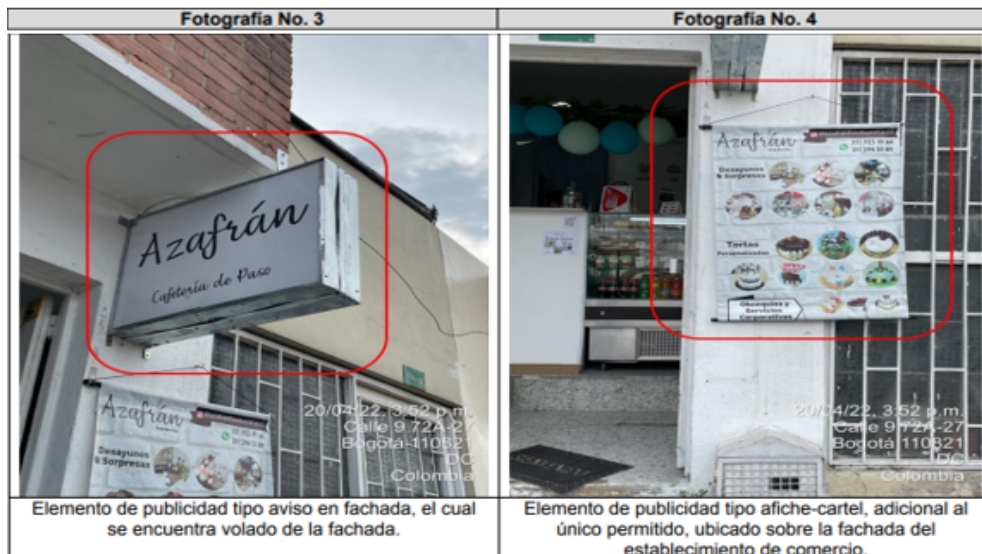 Fotografía No. 3
Fotografía No. 4
Azafrán
Cafetería de Paso
Azafrán
Desayunos
& Sorpresas
20/04/22, 3:52 p.m.
Calle 9 72A-27
Bogotá-110821
DC
Colombia
Azafrán
Desayunos
& Sorpresas
Tortas
Personalizadas
Obsequios y
Servicios
Corporativos
20/04/22, 3:52 p.m.
Calle 9 72A-27
Bogotá-110821
DC
Colombia
Elemento de publicidad tipo aviso en fachada, el cual
se encuentra volado de la fachada.
Elemento de publicidad tipo afiche-cartel, adicional al
único permitido, ubicado sobre la fachada del
establecimiento de comercio.